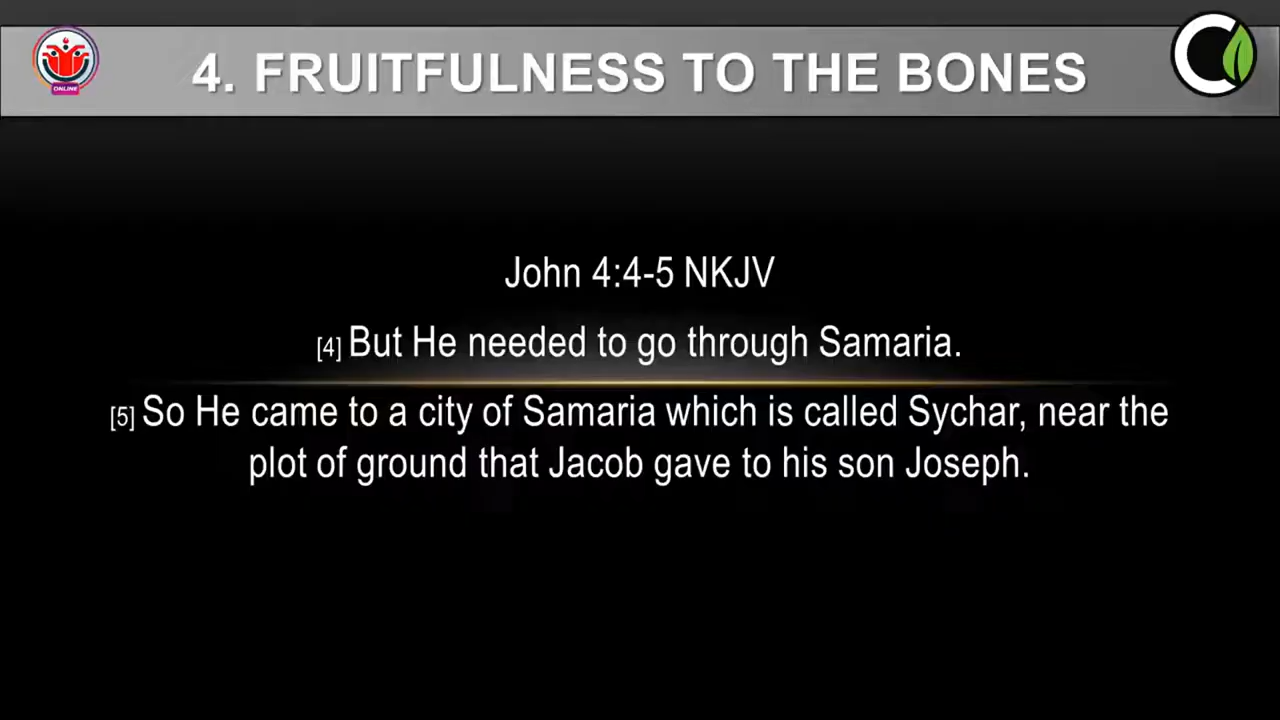 4. FRUITFULNESS TO THE BONES
ONLINE
John 4:4-5 NKJV
[4] But He needed to go through Samaria.
[5] So He came to a city of Samaria which is called Sychar, near the
plot of ground that Jacob gave to his son Joseph.